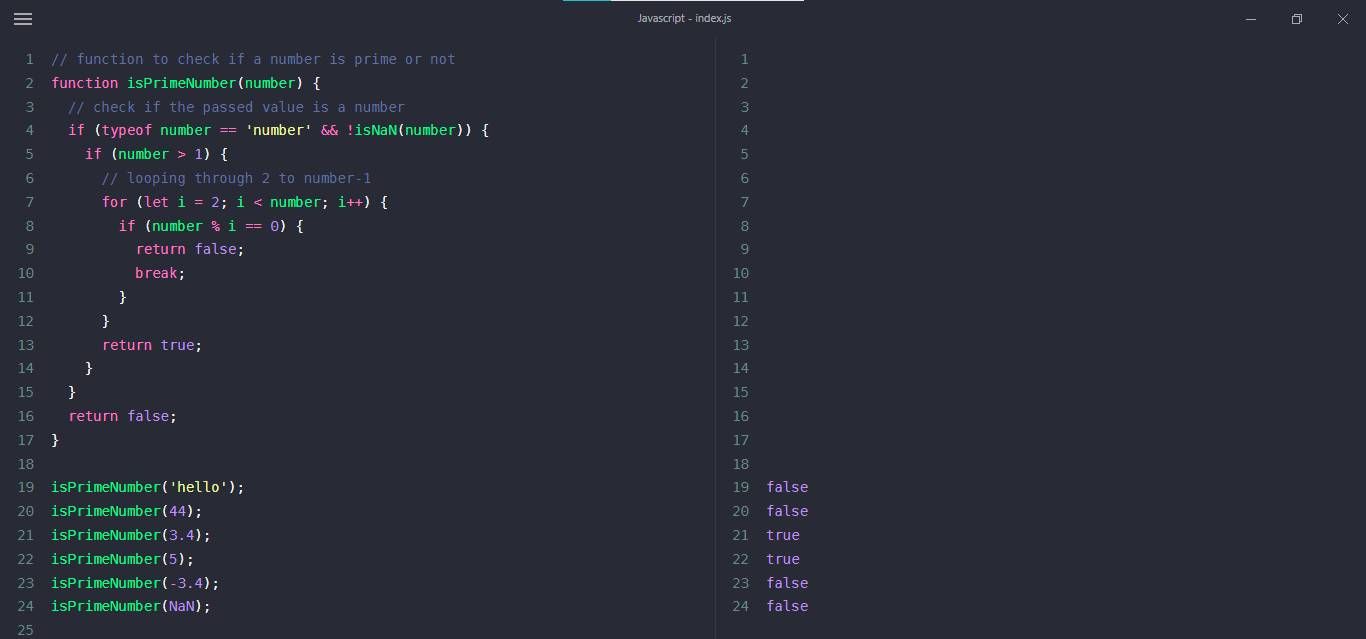 Javascript - index.js
1 // function to check if a number is prime or not
2 function isPrimeNumber(number) {
3   // check if the passed value is a number
4   if (typeof number == 'number' && !isNaN(number)) {
5     if (number > 1) {
6       // looping through 2 to number-1
7       for (let i = 2; i < number; i++) {
8         if (number % i == 0) {
9           return false;
10           break;
11         }
12       }
13       return true;
14     }
15   }
16   return false;
17 }
18
19 isPrimeNumber('hello');
20 isPrimeNumber(44);
21 isPrimeNumber(3.4);
22 isPrimeNumber(5);
23 isPrimeNumber(-3.4);
24 isPrimeNumber(NaN);
25
1
2
3
4
5
6
7
8
9
10
11
12
13
14
15
16
17
18
19 false
20 false
21 true
22 true
23 false
24 false